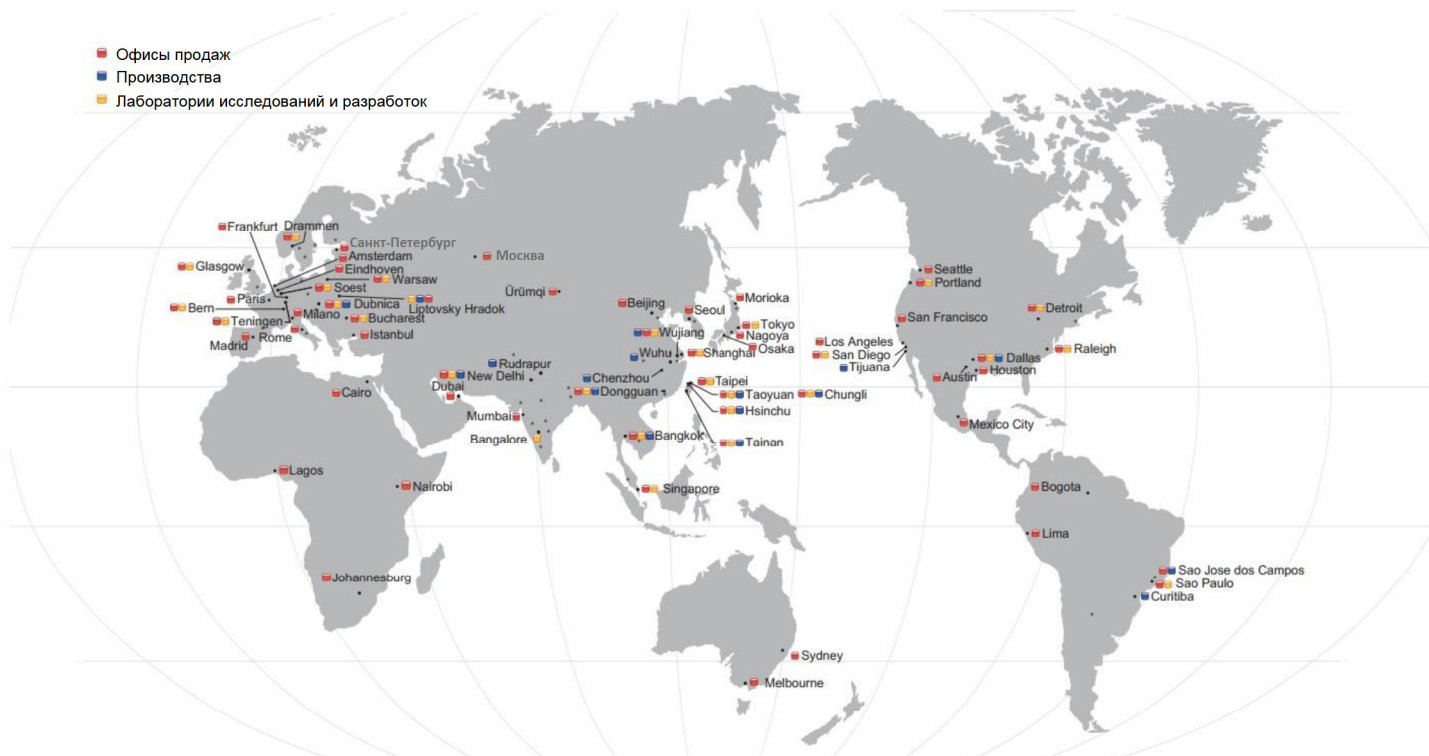 Офисы продаж
Производства
Лаборатории исследований и разработок
Frankfurt
Drammen
Санкт-Петербург
Amsterdam
Москва
Glasgow
Eindhoven
Warsaw
Soest
Ürümqi
Paris
Dubnica
Liptovsky Hradok
Bern
Milano
Teningen
Bucharest
Madrid
Rome
Istanbul
Beijing
Seoul
Morioka
Tokyo
Nagoya
Osaka
Wujiang
Wuhu
Shanghai
Rudrapur
New Delhi
Chenzhou
Dongguan
Taipei
Dubai
Cairo
Taoyuan
Chungli
Hsinchu
Mumbai
Bangalore
Bangkok
Tainan
Lagos
Nairobi
Singapore
Johannesburg
Sydney
Melbourne
Seattle
Portland
Detroit
San Francisco
Los Angeles
San Diego
Tijuana
Raleigh
Dallas
Houston
Austin
Mexico City
Bogota
Lima
Sao Jose dos Campos
Sao Paulo
Curitiba